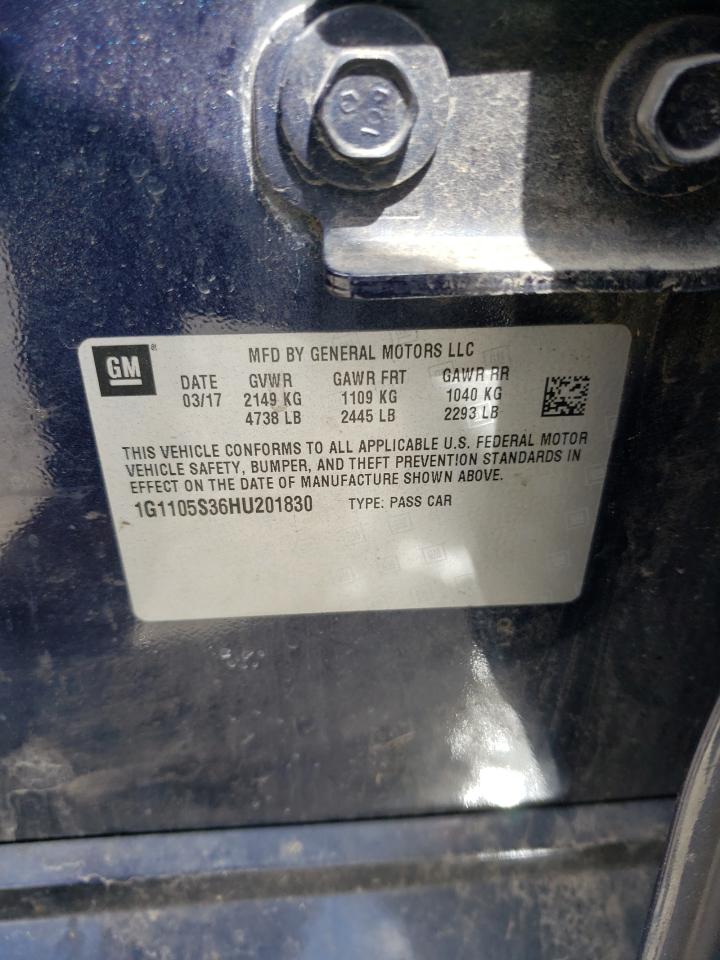 GM
MFD BY GENERAL MOTORS LLC
DATE GVWR GAWR FRT GAWR RR
03/17 2149 KG 1109 KG 1040 KG
4738 LB 2445 LB 2293 LB
THIS VEHICLE CONFORMS TO ALL APPLICABLE U.S. FEDERAL MOTOR
VEHICLE SAFETY, BUMPER, AND THEFT PREVENTION STANDARDS IN
EFFECT ON THE DATE OF MANUFACTURE SHOWN ABOVE.
1G1105S36HU201830 TYPE: PASS CAR